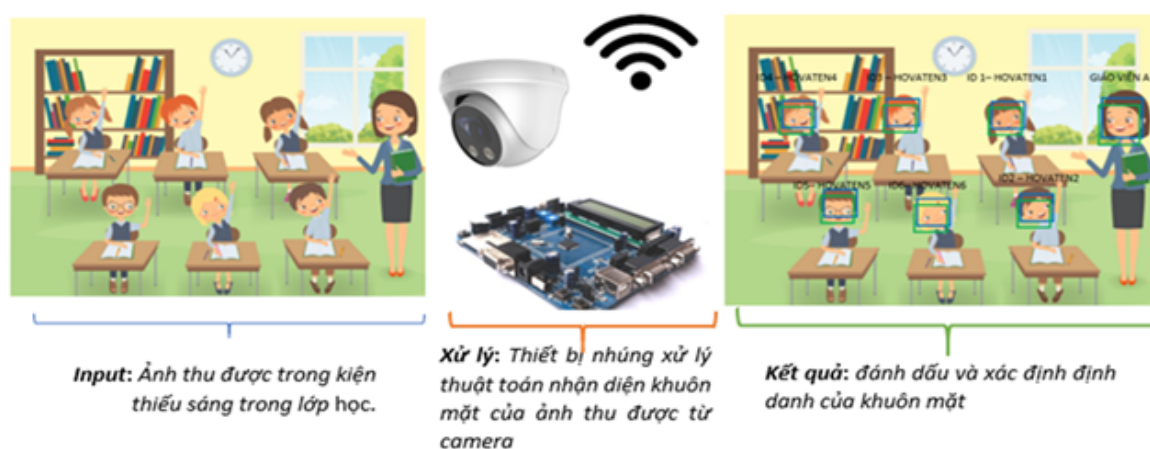 ID4 – HOVATEN4
ID3 – HOVATEN3
ID 1– HOVATEN1
GIÁO VIÊN A
ID5– HOVATEN5
ID6– HOVATEN6
ID2 – HOVATEN2
Input: Ảnh thu được trong kiện
thiếu sáng trong lớp học.
Xử lý: Thiết bị nhúng xử lý
thuật toán nhận diện khuôn
mặt của ảnh thu được từ
camera
Kết quả: đánh dấu và xác định định
danh của khuôn mặt